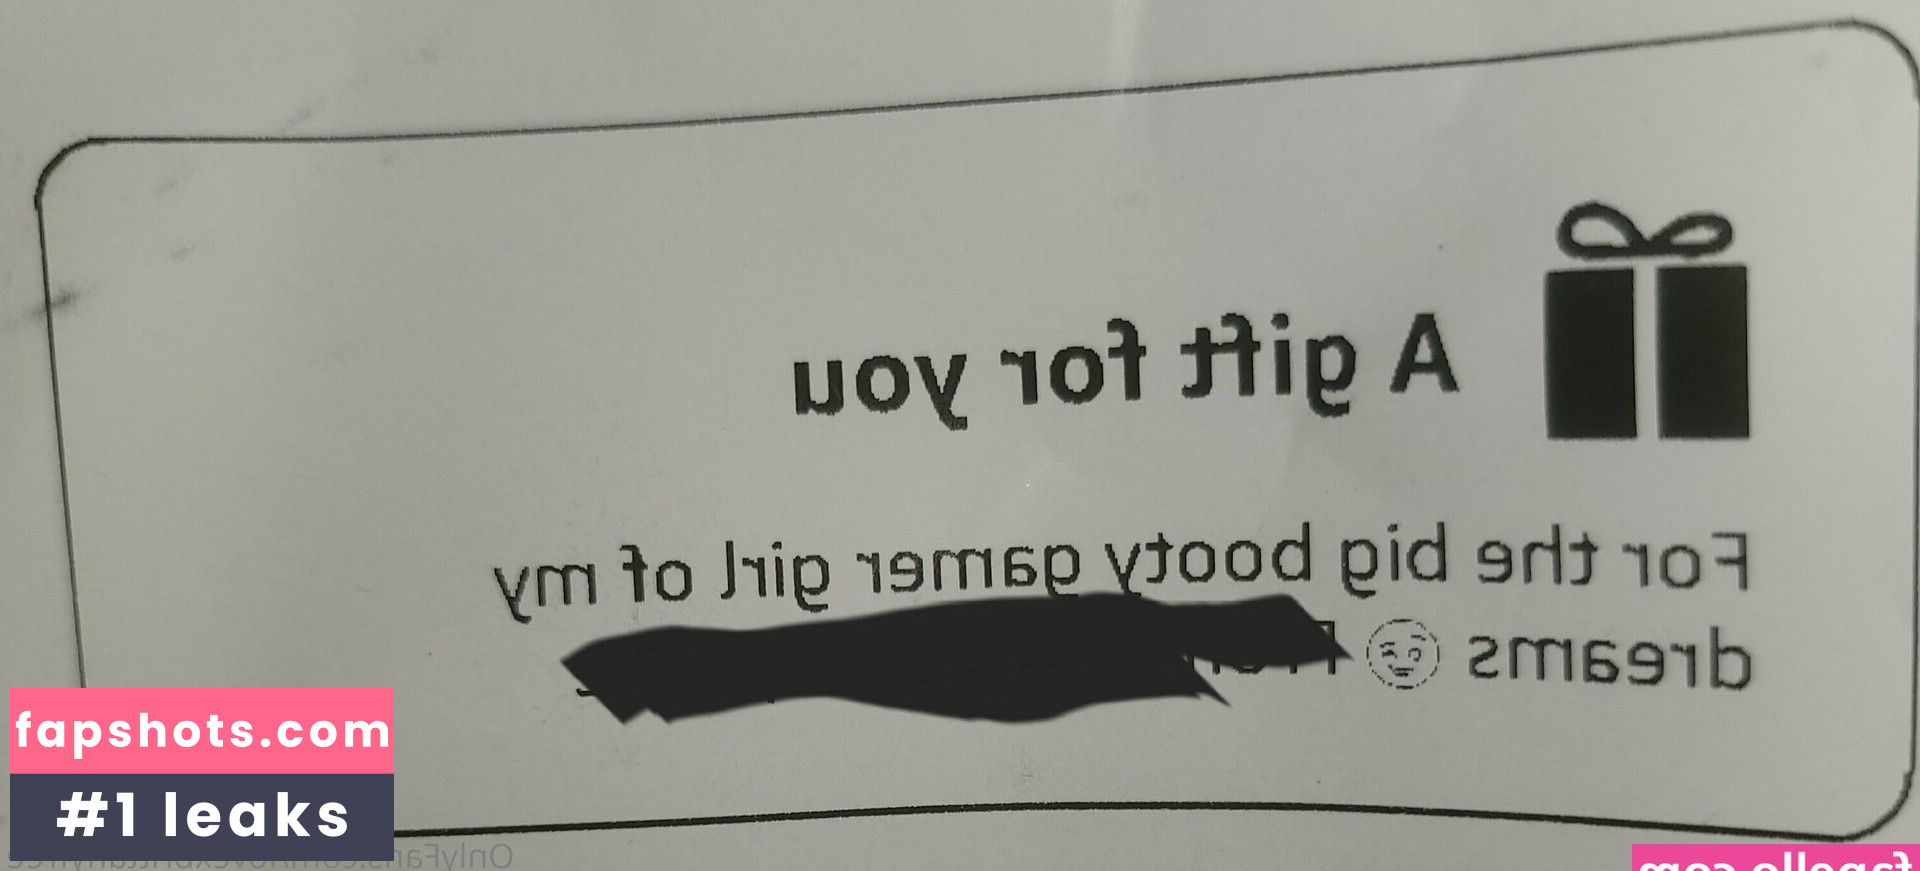 A gift for you
For the big booty gamer girl of my
dreams 😉
fapshots.com
#1 leaks